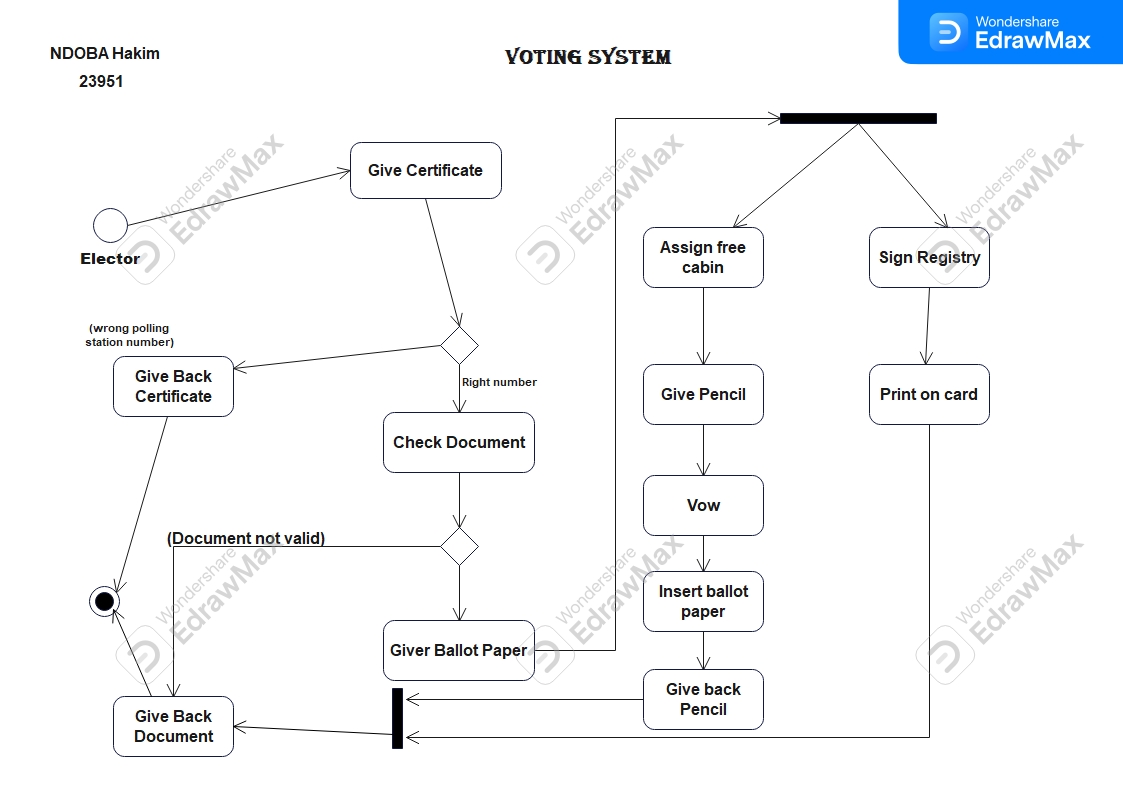 Wondershare
EdrawMax
NDOBA Hakim
23951
VOTING SYSTEM
Give Certificate
Elector
Assign free
cabin
Sign Registry
(wrong polling
station number)
Give Back
Certificate
Right number
Give Pencil
Print on card
Check Document
Vow
(Document not valid)
Insert ballot
paper
Giver Ballot Paper
Give back
Pencil
Give Back
Document
Wondershare
EdrawMax
Wondershare
EdrawMax
Wondershare
EdrawMax
Wondershare
EdrawMax
Wondershare
EdrawMax
Wondershare
EdrawMax